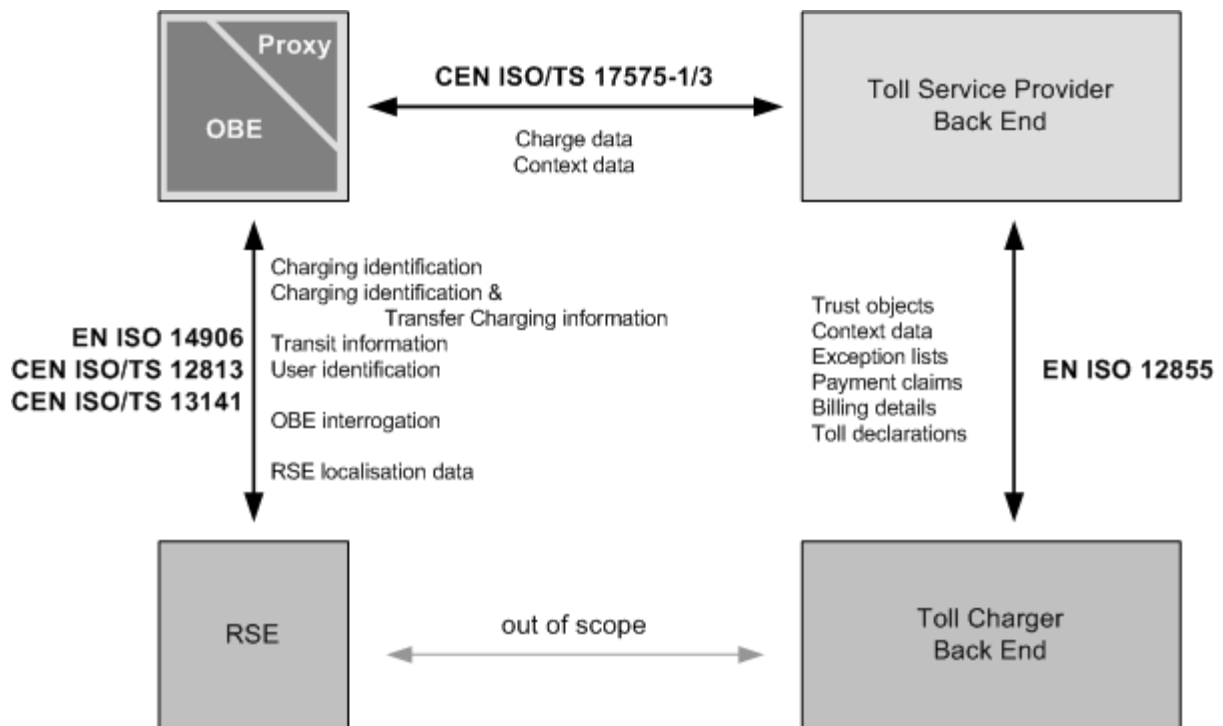 Proxy
OBE
CEN ISO/TS 17575-1/3
Charge data
Context data
Toll Service Provider
Back End
Charging identification
Charging identification &
Transfer Charging information
Transit information
User identification
OBE interrogation
RSE localisation data
EN ISO 14906
CEN ISO/TS 12813
CEN ISO/TS 13141
Trust objects
Context data
Exception lists
Payment claims
Billing details
Toll declarations
EN ISO 12855
RSE
out of scope
Toll Charger
Back End